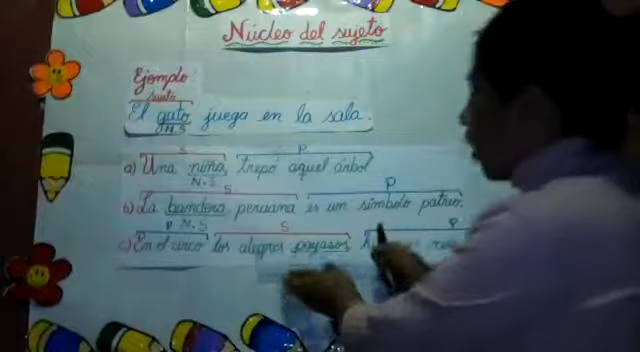 Núcleo del sujeto
Ejemplo
sujeto
El gato juega en la sala.
N.S
S P
a) Una niña, trepó aquel árbol
N.S
S P
b) La bandera peruana es un símbolo patrio.
P N.S S P
c) En el circo los alegres payasos